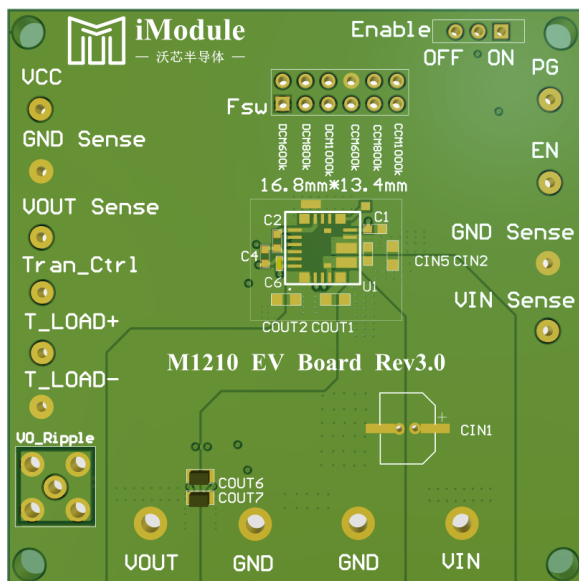 iModule
— 沃芯半导体 —
Enable
OFF ON
VCC
PG
Fsw
DCM600k
DCM800k
DCM1000k
CCM600k
CCM800k
CCM1000k
GND Sense
EN
16.8mm*13.4mm
VOUT Sense
C2
C1
GND Sense
C4
CIN5 CIN2
Tran_Ctrl
C6
U1
VIN Sense
T_LOAD+
COUT2 COUT1
M1210 EV Board Rev3.0
T_LOAD-
+
CIN1
VO_Ripple
COUT6
COUT7
VOUT
GND
GND
VIN